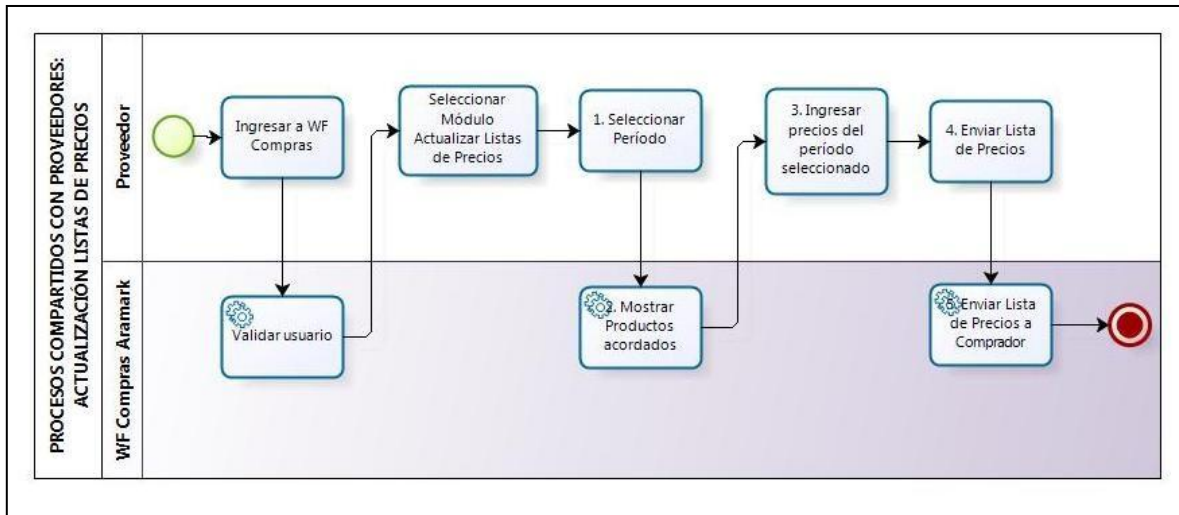 PROCESOS COMPARTIDOS CON PROVEEDORES:
ACTUALIZACIÓN LISTAS DE PRECIOS
Proveedor
Ingresar a WF
Compras
Seleccionar
Módulo
Actualizar Listas
de Precios
1. Seleccionar
Período
3. Ingresar
precios del
período
seleccionado
4. Enviar Lista
de Precios
WF Compras Aramark
Validar usuario
2. Mostrar
Productos
acordados
5. Enviar Lista
de Precios a
Comprador